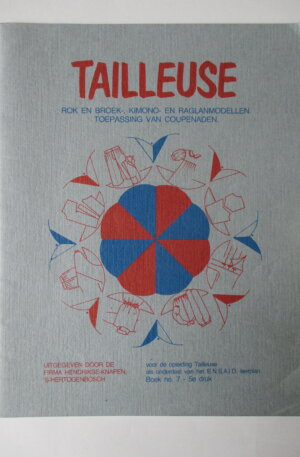 TAILLEUSE
ROK EN BROEK-, KIMONO- EN RAGLANMODELLEN
TOEPASSING VAN COUPENADEN.
UITGEGEVEN DOOR DE
FIRMA HENDRIKSE-KNAPEN,
'S-HERTOGENBOSCH
voor de opleiding Tailleuse
als onderdeel van het E.N.S.A.I.D. leerplan.
Boek no. 7 - 5e druk